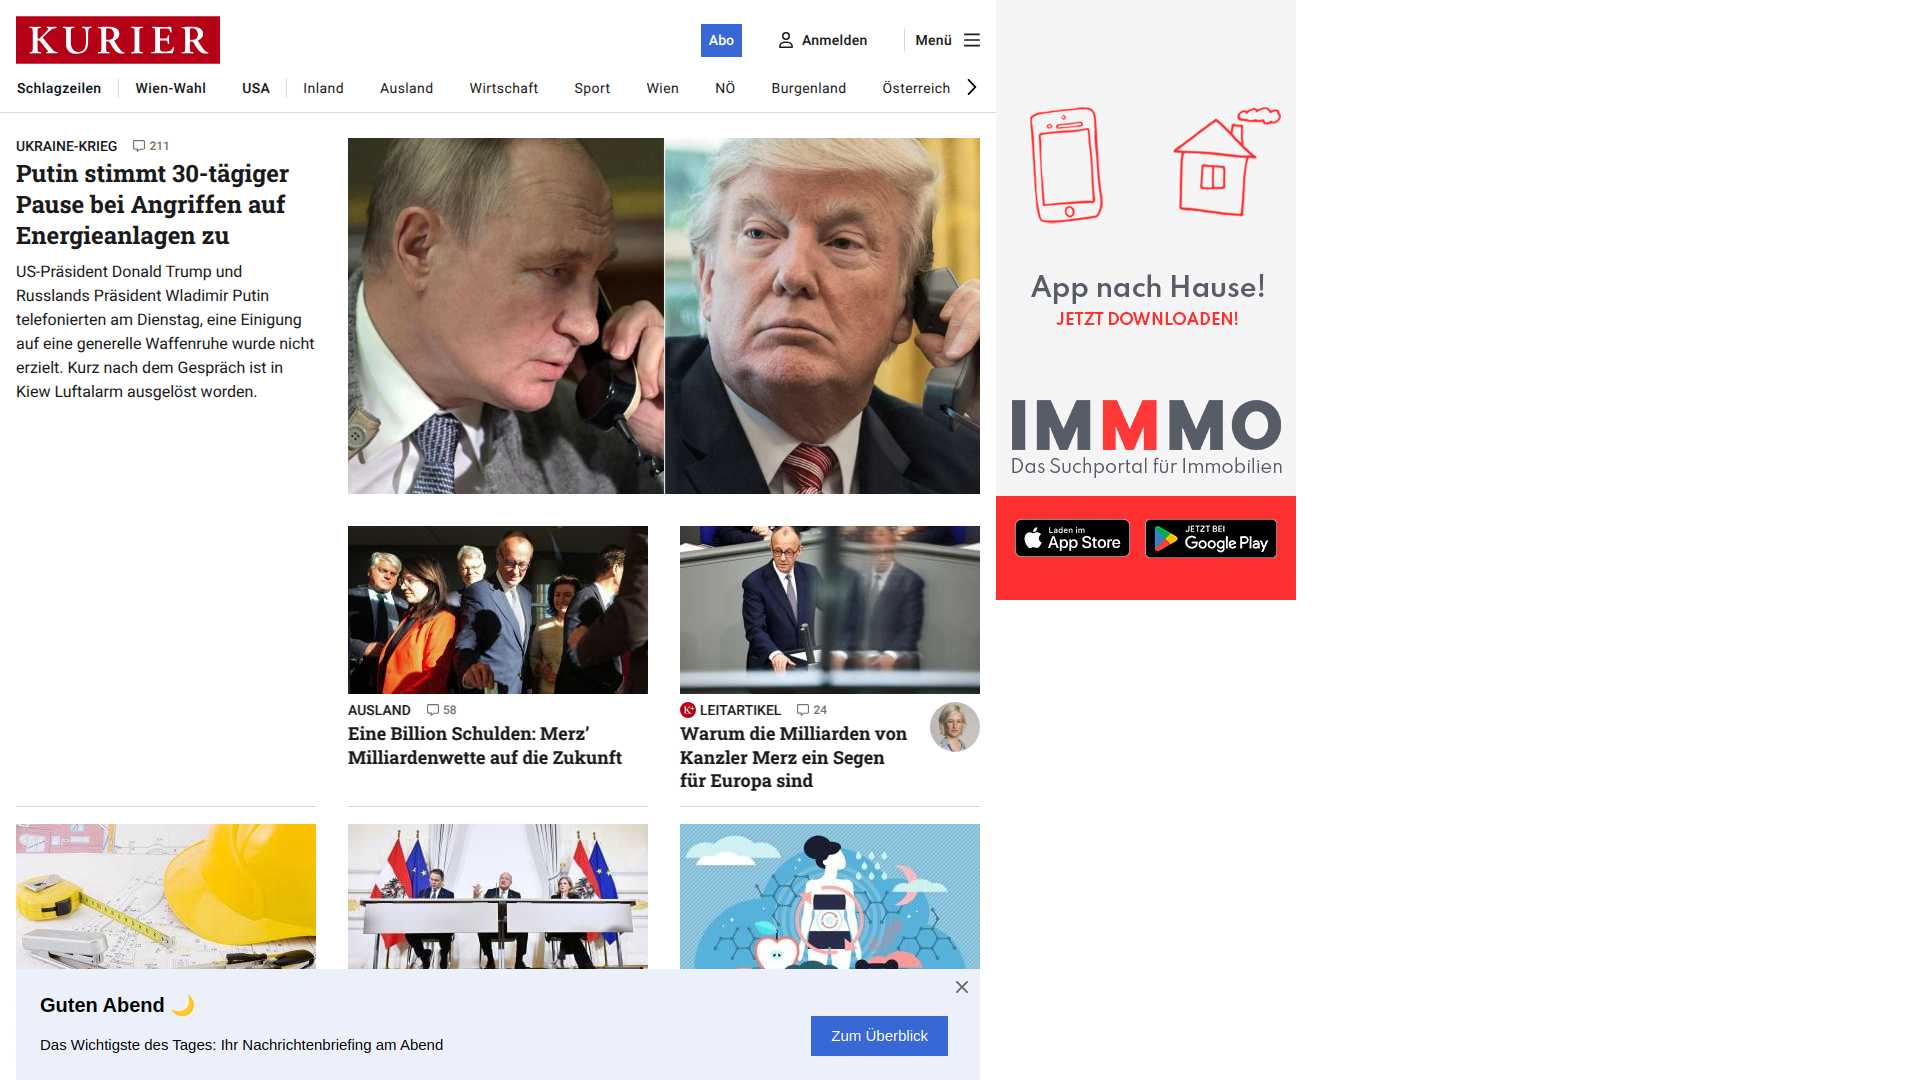 KURIER
Abo
Anmelden
Menü
Schlagzeilen
Wien-Wahl
USA
Inland
Ausland
Wirtschaft
Sport
Wien
NÖ
Burgenland
Österreich
UKRAINE-KRIEG 211
Putin stimmt 30-tägiger
Pause bei Angriffen auf
Energieanlagen zu
US-Präsident Donald Trump und
Russlands Präsident Wladimir Putin
telefonierten am Dienstag, eine Einigung
auf eine generelle Waffenruhe wurde nicht
erzielt. Kurz nach dem Gespräch ist in
Kiew Luftalarm ausgelöst worden.
AUSLAND 58
Eine Billion Schulden: Merz’
Milliardenwette auf die Zukunft
K+ LEITARTIKEL 24
Warum die Milliarden von
Kanzler Merz ein Segen
für Europa sind
Guten Abend
Das Wichtigste des Tages: Ihr Nachrichtenbriefing am Abend
Zum Überblick
App nach Hause!
JETZT DOWNLOADEN!
IMMMO
Das Suchportal für Immobilien
Laden im
App Store
JETZT BEI
Google Play